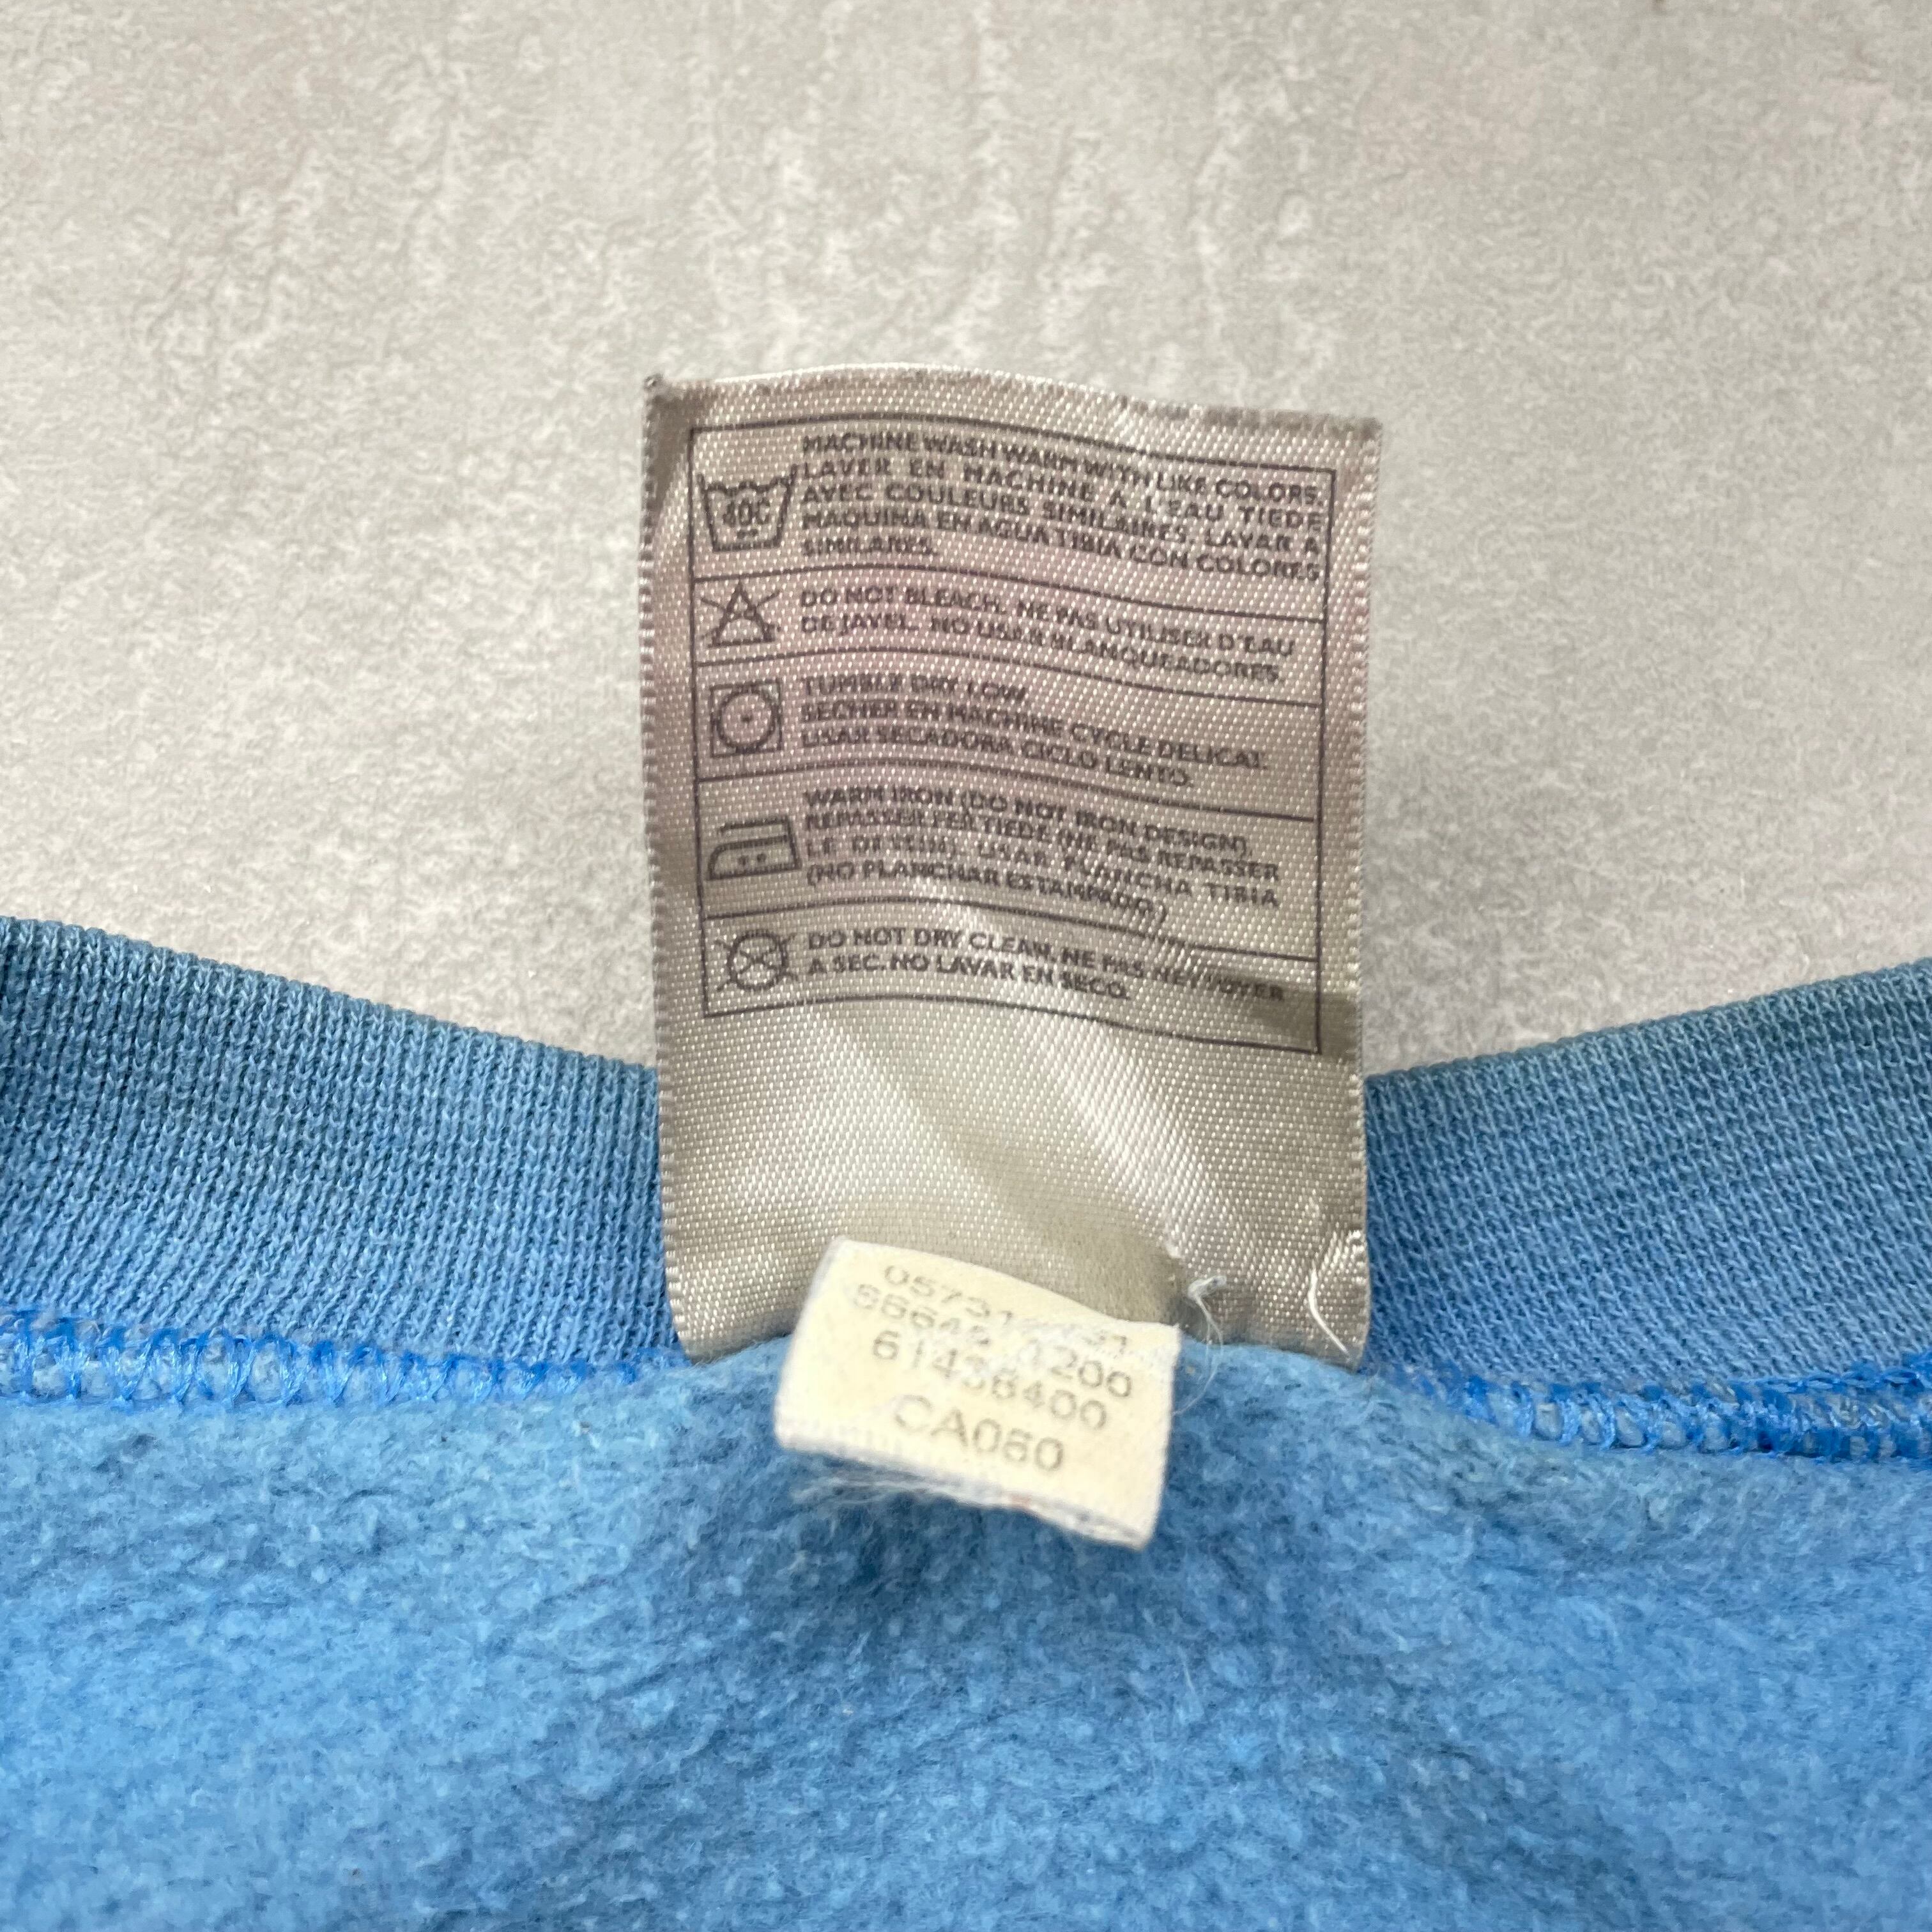 MACHINE WASH WARM WITH LIKE COLORS.
LAVER EN MACHINE A L'EAU TIEDE
AVEC COULEURS SIMILAIRES. LAVAR A
MAQUINA EN AGUA TIBIA CON COLORES
SIMILARES.
40C
DO NOT BLEACH. NE PAS UTILISER D'EAU
DE JAVEL. NO USAR BLANQUEADORES.
TUMBLE DRY LOW.
SECHER EN MACHINE CYCLE DELICAT.
USAR SECADORA CICLO LENTO.
WARM IRON (DO NOT IRON DESIGN).
REPASSER FER TIEDE (NE PAS REPASSER
LE DESSIN). USAR PLANCHA TIBIA
(NO PLANCHAR ESTAMPADO.)
DO NOT DRY CLEAN. NE PAS NETTOYER
A SEC. NO LAVAR EN SECO.
61436400
CA060